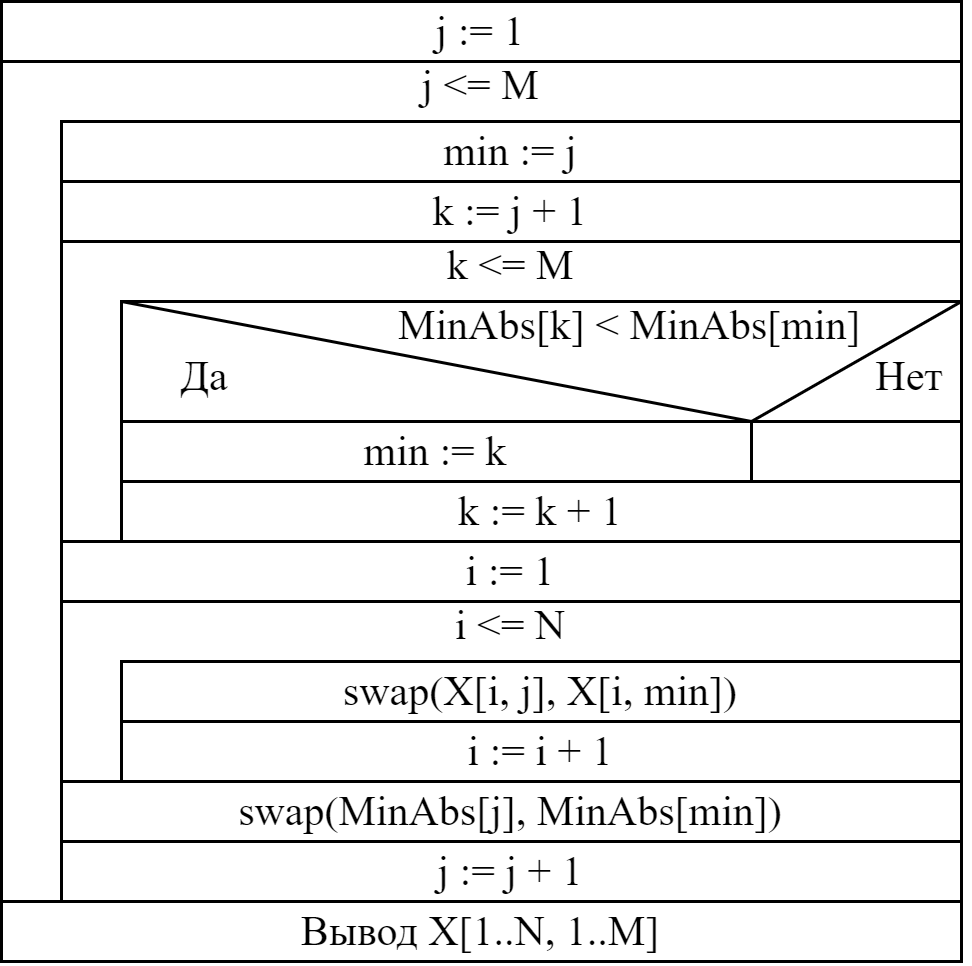 j := 1
j <= M
min := j
k := j + 1
k <= M
MinAbs[k] < MinAbs[min]
Да
Нет
min := k
k := k + 1
i := 1
i <= N
swap(X[i, j], X[i, min])
i := i + 1
swap(MinAbs[j], MinAbs[min])
j := j + 1
Вывод X[1..N, 1..M]